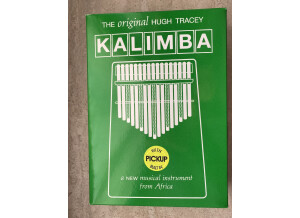 THE original HUGH TRACEY
KALIMBA
WITH
PICKUP
a NEW musical instrument
from Africa